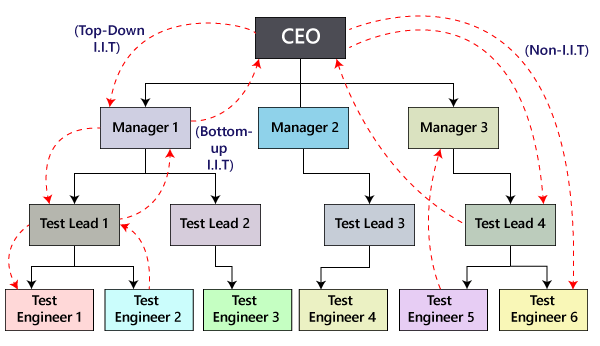 (Top-Down
I.I.T)
CEO
(Non-I.I.T)
Manager 1
(Bottom-
up
I.I.T)
Manager 2
Manager 3
Test Lead 1
Test Lead 2
Test Lead 3
Test Lead 4
Test
Engineer 1
Test
Engineer 2
Test
Engineer 3
Test
Engineer 4
Test
Engineer 5
Test
Engineer 6